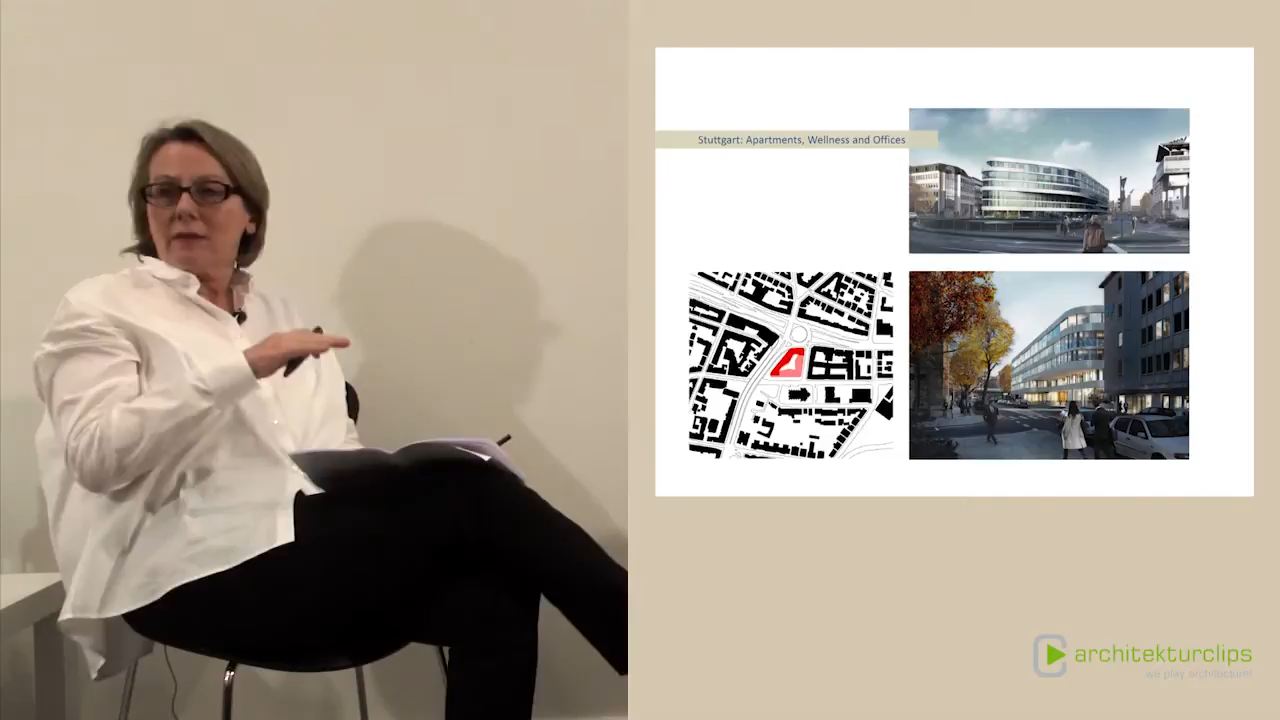 Stuttgart: Apartments, Wellness and Offices
architekturclips
we play architecture!